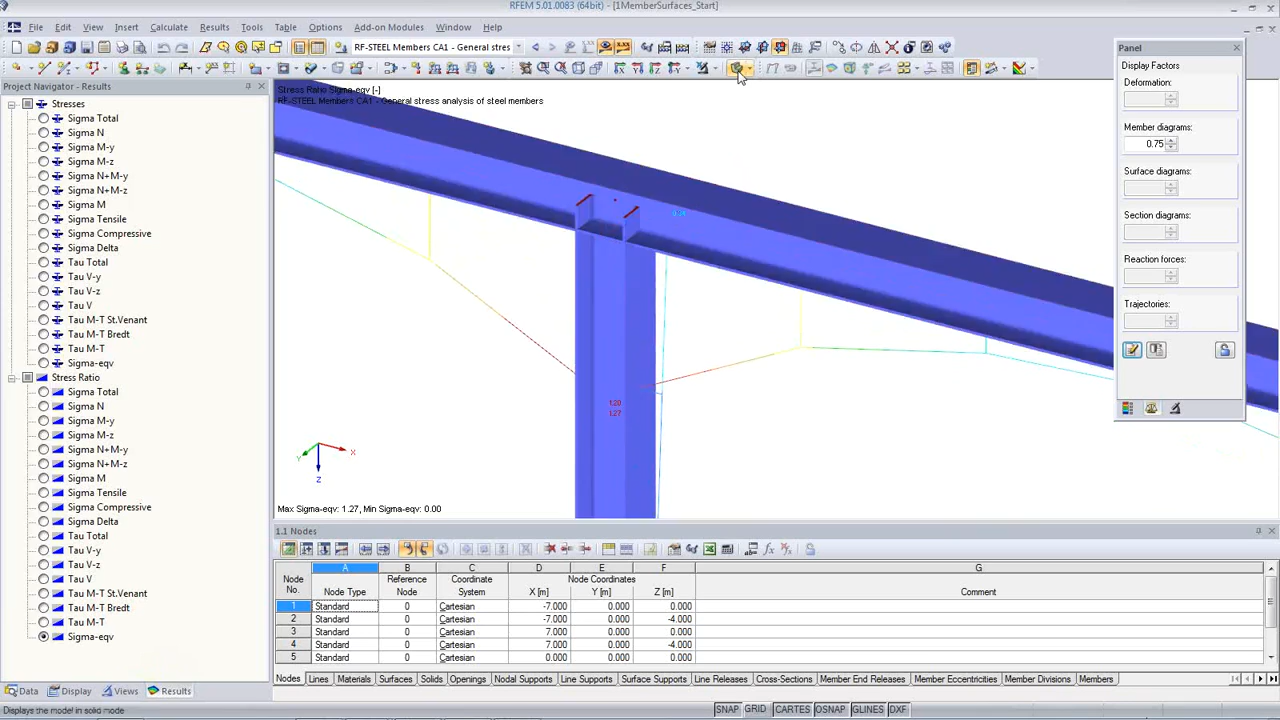 RFEM 5.01.0083 (64bit) - [1MemberSurfaces_Start]
File Edit View Insert Calculate Results Tools Table Options Add-on Modules Window Help
RF-STEEL Members CA1 - General stres
Project Navigator - Results
Stresses
Sigma Total
Sigma N
Sigma M-y
Sigma M-z
Sigma N+M-y
Sigma N+M-z
Sigma M
Sigma Tensile
Sigma Compressive
Sigma Delta
Tau Total
Tau V-y
Tau V-z
Tau V
Tau M-T St.Venant
Tau M-T Bredt
Tau M-T
Sigma-eqv
Stress Ratio
Sigma Total
Sigma N
Sigma M-y
Sigma M-z
Sigma N+M-y
Sigma N+M-z
Sigma M
Sigma Tensile
Sigma Compressive
Sigma Delta
Tau Total
Tau V-y
Tau V-z
Tau V
Tau M-T St.Venant
Tau M-T Bredt
Tau M-T
Sigma-eqv
Data Display Views Results
Stress Ratio Sigma-eqv [-]
RF-STEEL Members CA1 - General stress analysis of steel members
1.20
1.27
X
Y
Z
Max Sigma-eqv: 1.27, Min Sigma-eqv: 0.00
Panel
Display Factors
Deformation:
Member diagrams:
0.75
Surface diagrams:
Section diagrams:
Reaction forces:
Trajectories:
1.1 Nodes
A B C D E F G
Node Reference Coordinate Node Coordinates
No. Node Type Node System X [m] Y [m] Z [m] Comment
1 Standard 0 Cartesian -7.000 0.000 0.000
2 Standard 0 Cartesian -7.000 0.000 -4.000
3 Standard 0 Cartesian 7.000 0.000 0.000
4 Standard 0 Cartesian 7.000 0.000 -4.000
5 Standard 0 Cartesian 0.000 0.000 0.000
Nodes Lines Materials Surfaces Solids Openings Nodal Supports Line Supports Surface Supports Line Releases Cross-Sections Member End Releases Member Eccentricities Member Divisions Members
Displays the model in solid mode
SNAP GRID CARTES OSNAP GLINES DXF